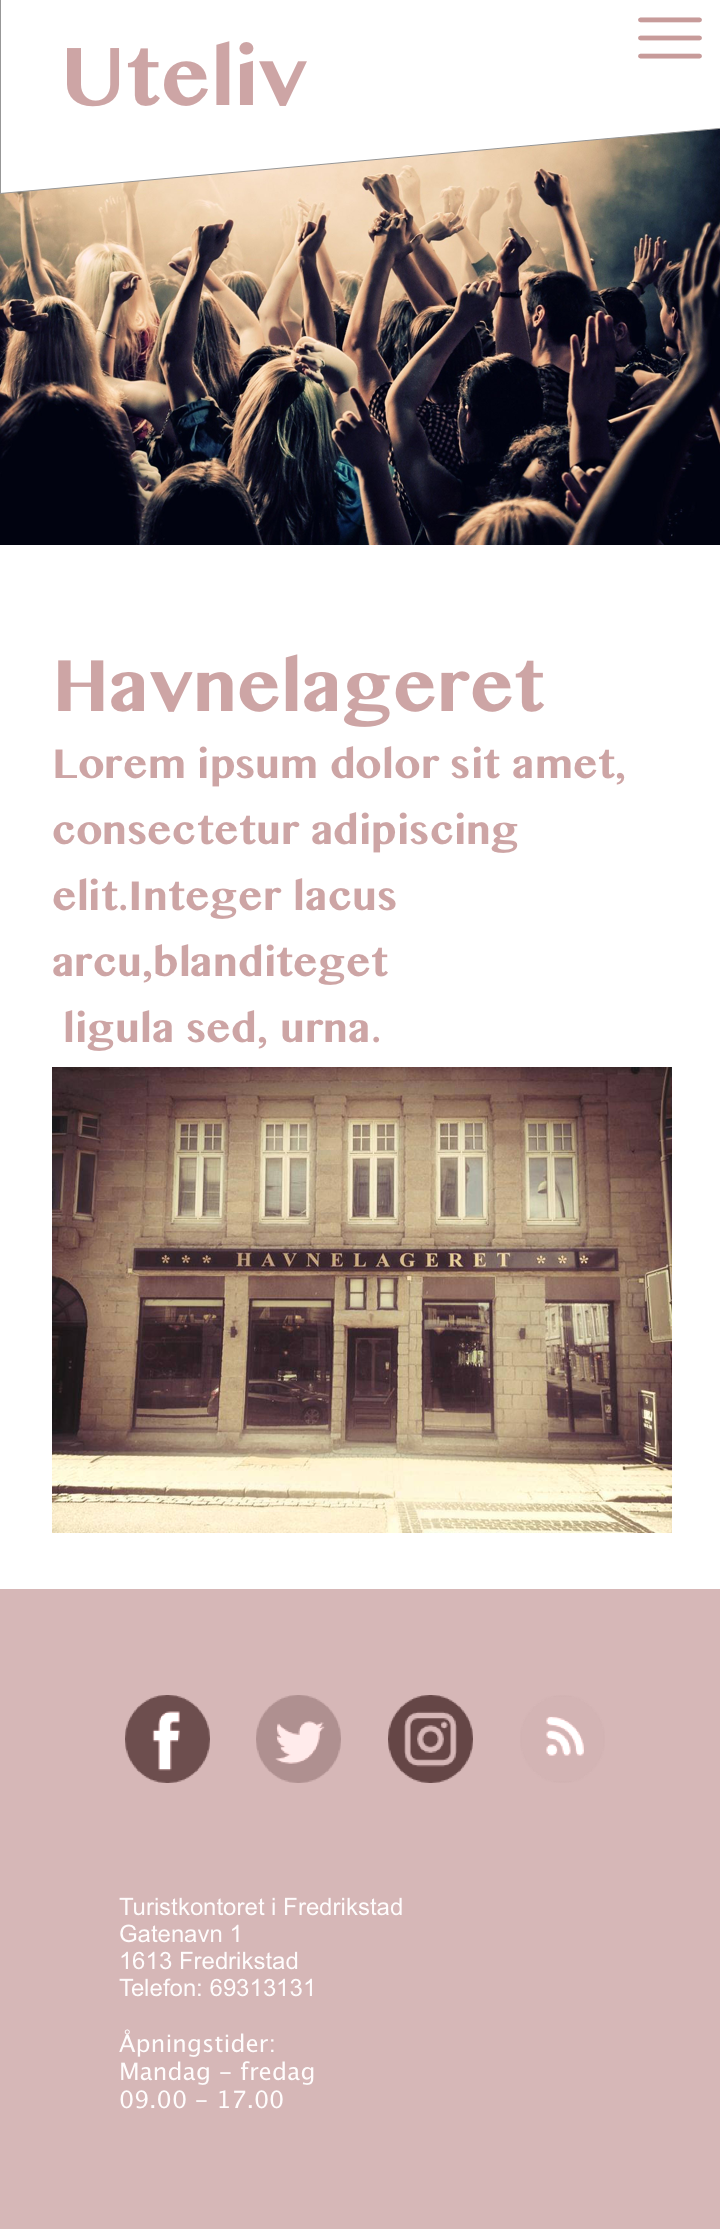 Uteliv
Havnelageret
Lorem ipsum dolor sit amet,
consectetur adipiscing
elit.Integer lacus
arcu,blanditeget
ligula sed, urna.
* * * HAVNELAGERET * * *
Turistkontoret i Fredrikstad
Gatenavn 1
1613 Fredrikstad
Telefon: 69313131
Åpningstider:
Mandag – fredag
09.00 – 17.00